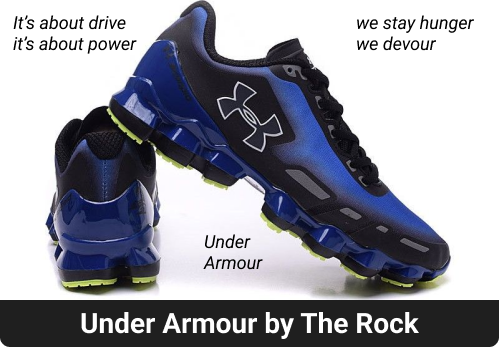 It's about drive
it's about power
we stay hunger
we devour
Under
Armour
Under Armour by The Rock